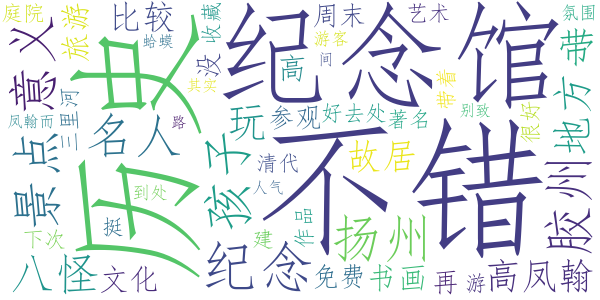 庭院
旅游
比较
蛤蟆
没
收藏
纪念馆
周末
艺术
氛围
游客
间
高
带着
带
意义
历史
其实
凤翰而
三里河
名人
路
玩
参观
好去处
著名
别致
很好
地方
景点
到处
孩子
清代
人气
不错
故居
胶州
挺
下次
建
作品
扬州
八怪
文化
纪念
免费
书画
再
游
高凤翰